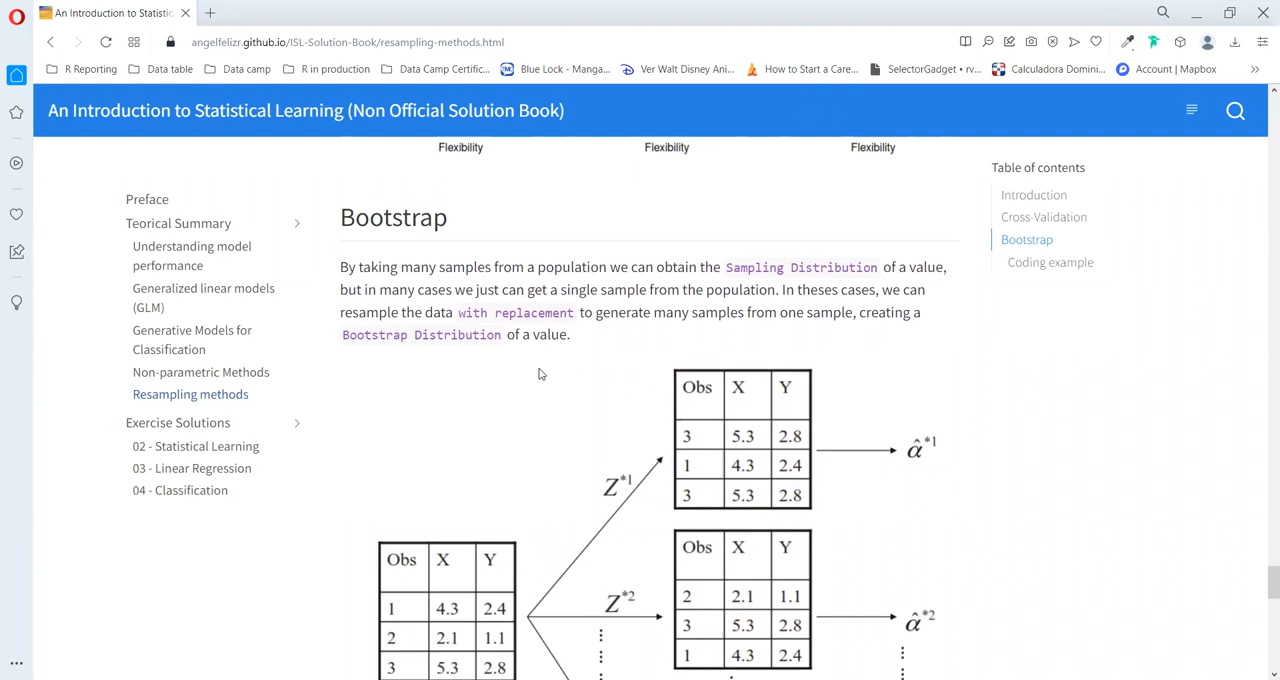 An Introduction to Statistic
angelfelizr.github.io/ISL-Solution-Book/resampling-methods.html
R Reporting
Data table
Data camp
R in production
Data Camp Certific...
Blue Lock - Manga...
Ver Walt Disney Ani...
How to Start a Care...
SelectorGadget • rv...
Calculadora Domini...
Account | Mapbox
An Introduction to Statistical Learning (Non Official Solution Book)
Flexibility Flexibility Flexibility
Preface
Teorical Summary
Understanding model
performance
Generalized linear models
(GLM)
Generative Models for
Classification
Non-parametric Methods
Resampling methods
Exercise Solutions
02 - Statistical Learning
03 - Linear Regression
04 - Classification
Bootstrap
By taking many samples from a population we can obtain the Sampling Distribution of a value,
but in many cases we just can get a single sample from the population. In theses cases, we can
resample the data with replacement to generate many samples from one sample, creating a
Bootstrap Distribution of a value.
Obs X Y
3 5.3 2.8
1 4.3 2.4
3 5.3 2.8
Z*1
α̂*1
Obs X Y
2 2.1 1.1
3 5.3 2.8
1 4.3 2.4
Z*2
α̂*2
Obs X Y
1 4.3 2.4
2 2.1 1.1
3 5.3 2.8
Table of contents
Introduction
Cross-Validation
Bootstrap
Coding example